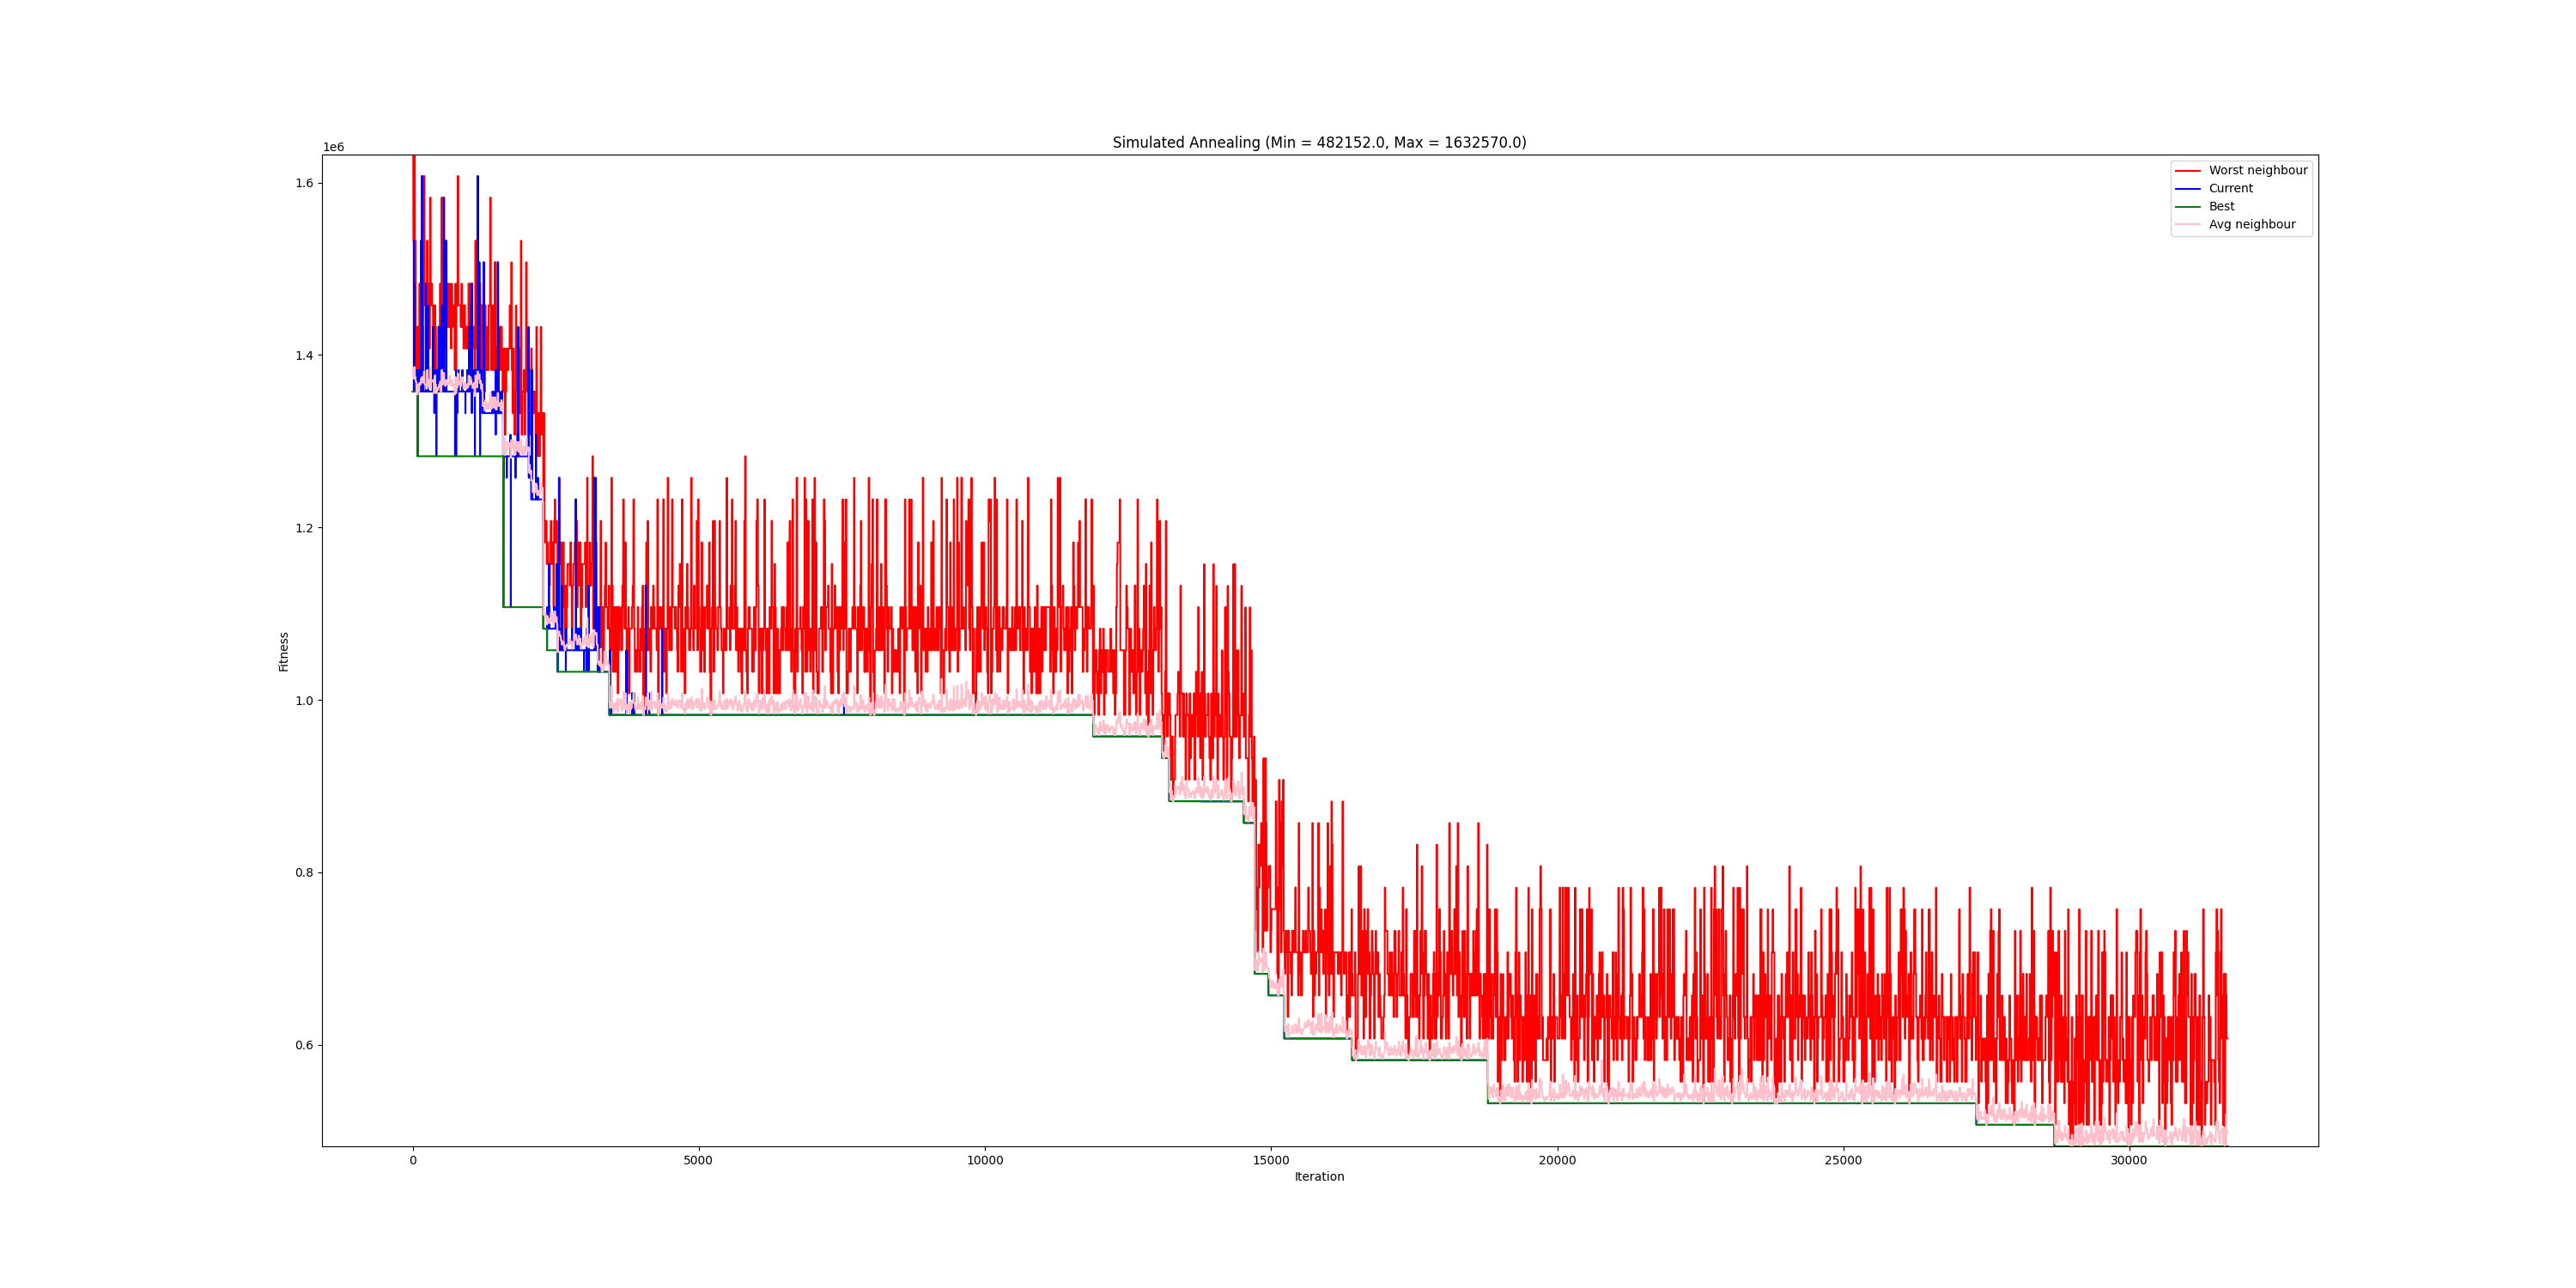 Simulated Annealing (Min = 482152.0, Max = 1632570.0)
1e6
Worst neighbour
Current
Best
Avg neighbour
1.6
1.4
1.2
1.0
0.8
0.6
Fitness
0 5000 10000 15000 20000 25000 30000
Iteration